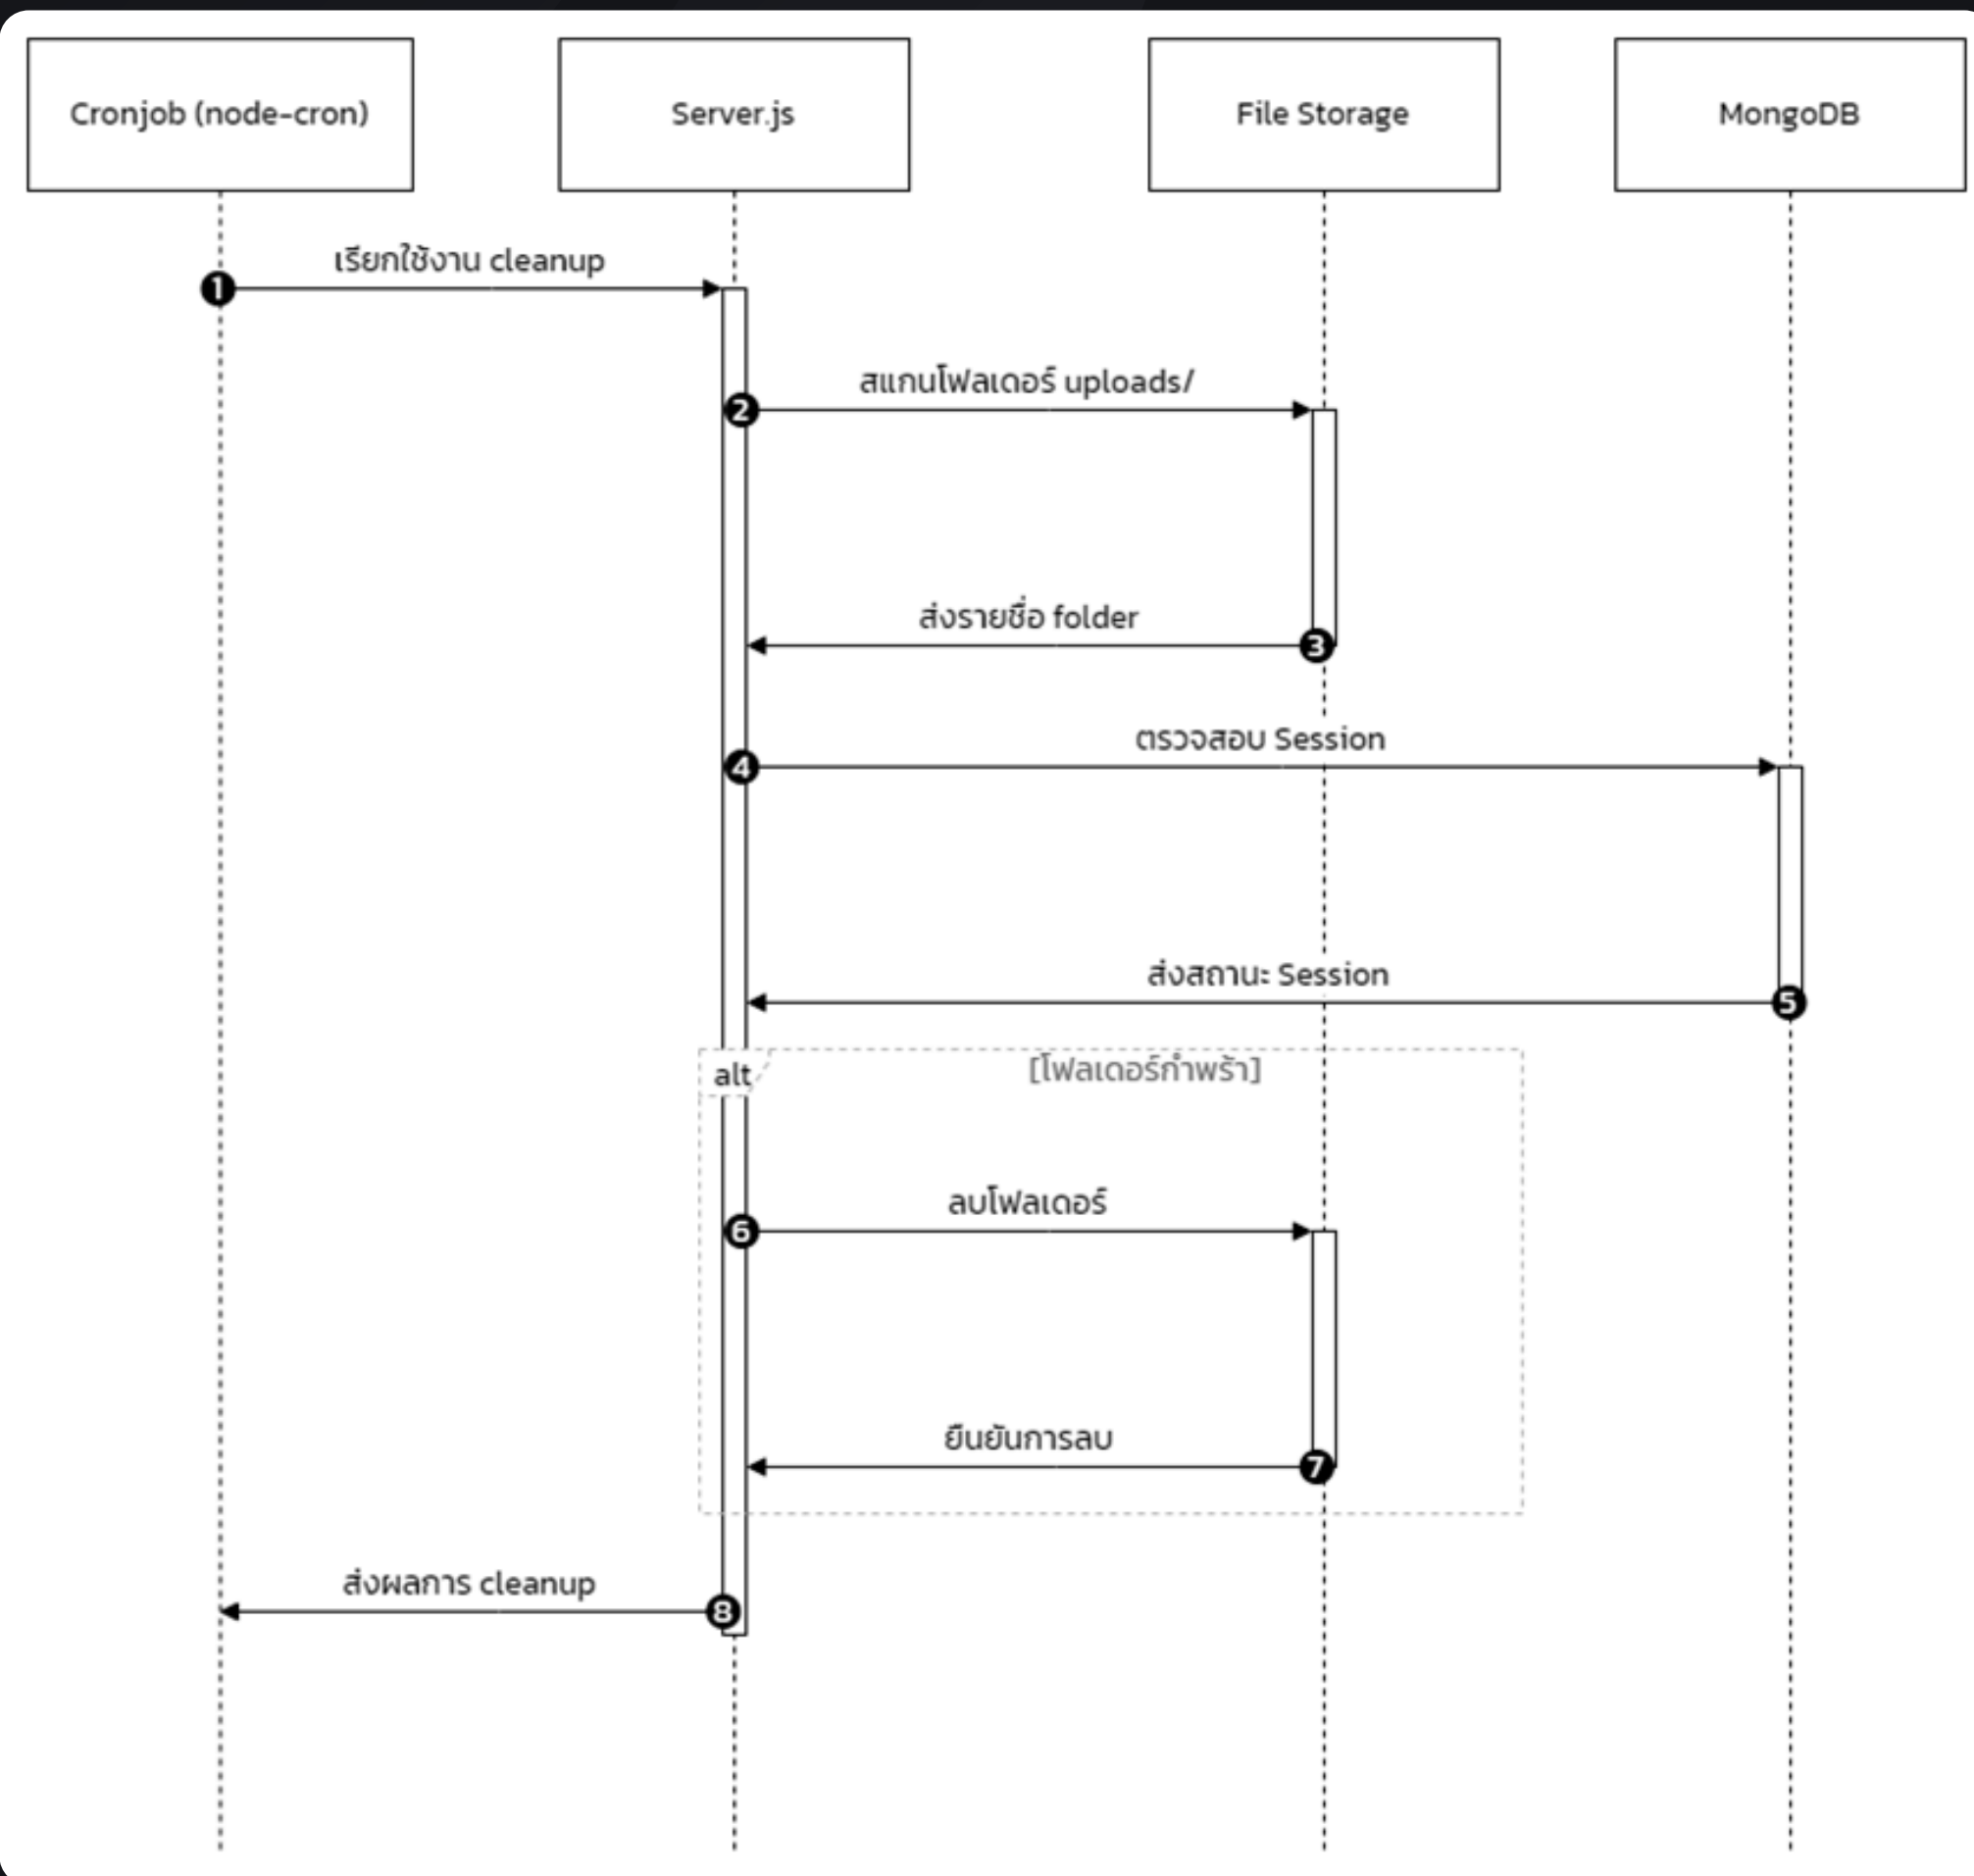 Cronjob (node-cron)
Server.js
File Storage
MongoDB
เรียกใช้งาน cleanup
1
สแกนโฟลเดอร์ uploads/
2
ส่งรายชื่อ folder
3
ตรวจสอบ Session
4
ส่งสถานะ Session
5
alt
[โฟลเดอร์กำพร้า]
ลบโฟลเดอร์
6
ยืนยันการลบ
7
ส่งผลการ cleanup
8